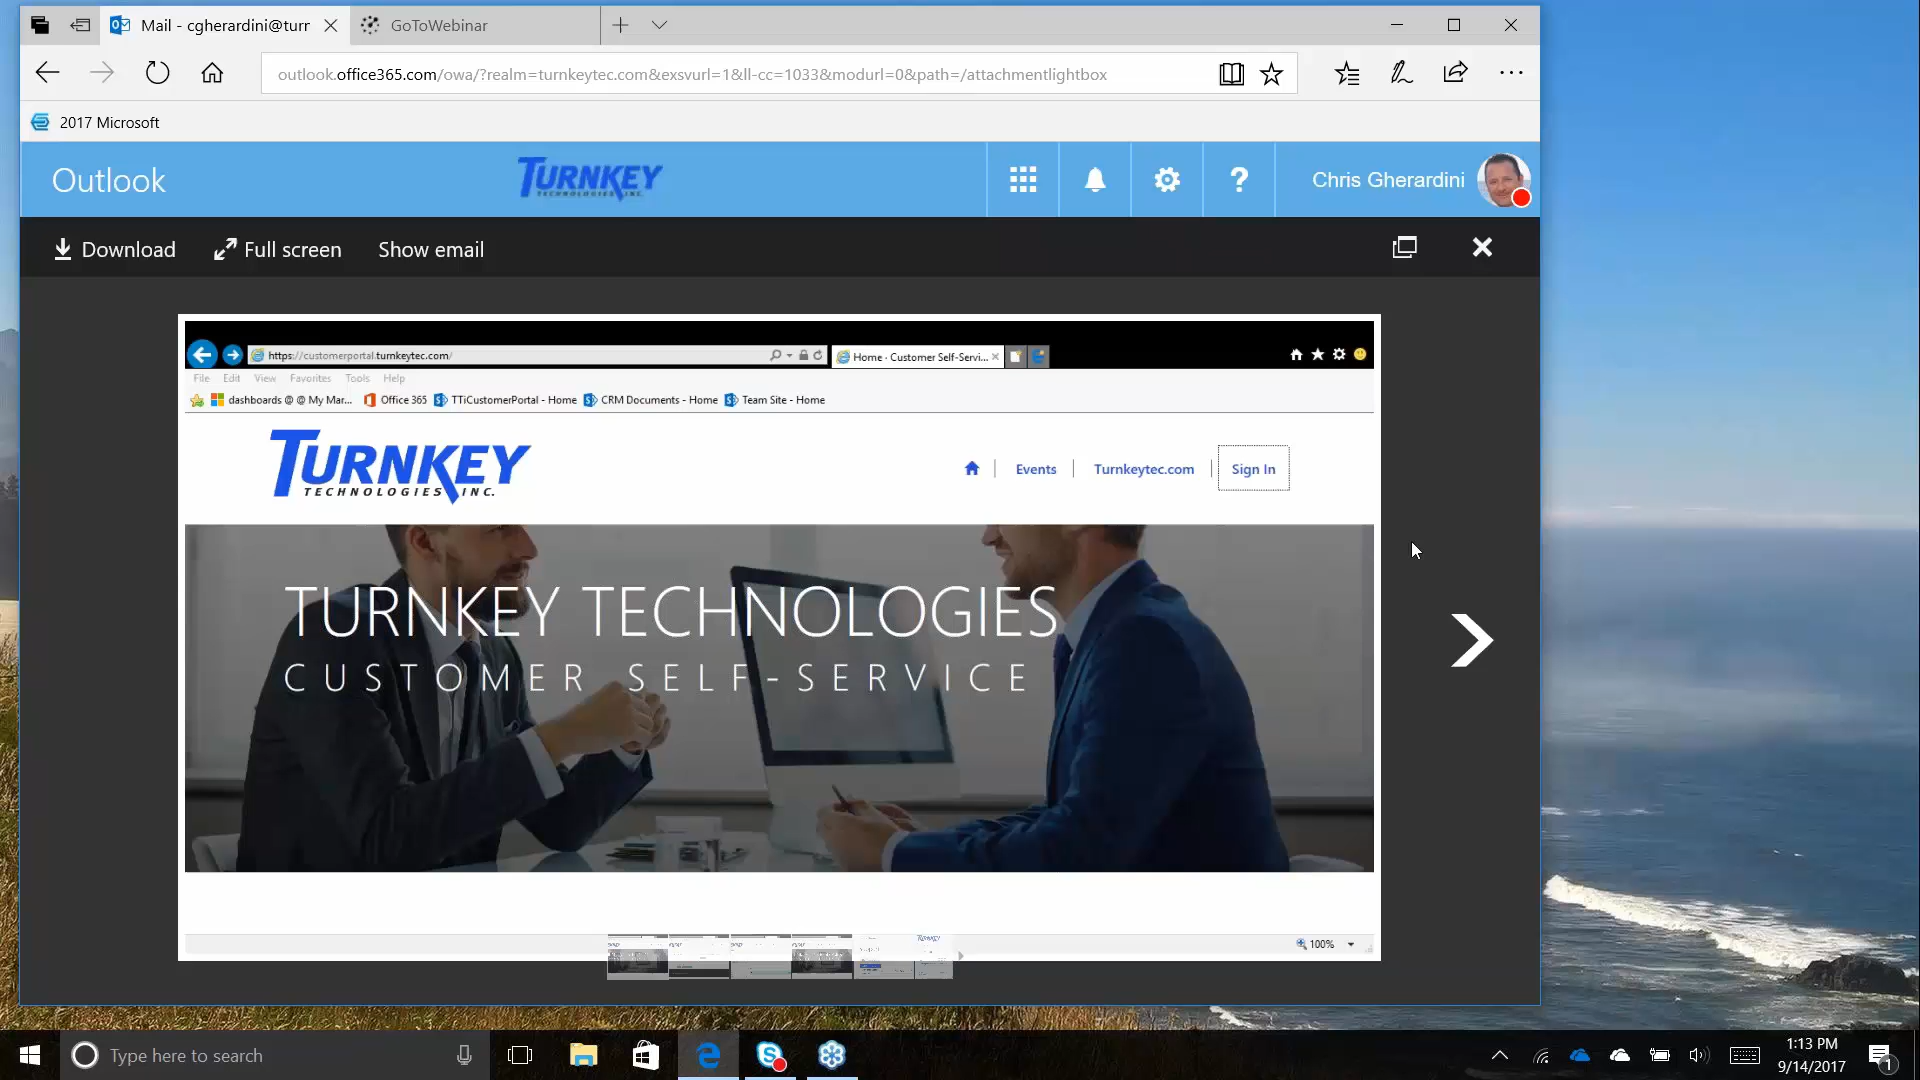 Mail - cgherardini@turr
GoToWebinar
outlook.office365.com/owa/?realm=turnkeytec.com&exsvurl=1&ll-cc=1033&modurl=0&path=/attachmentlightbox
2017 Microsoft
Outlook
TURNKEY
TECHNOLOGIES, INC.
Chris Gherardini
Download
Full screen
Show email
https://customerportal.turnkeytec.com/
Home - Customer Self-Servi...
File Edit View Favorites Tools Help
dashboards @ @ My Mar...
Office 365
TTiCustomerPortal - Home
CRM Documents - Home
Team Site - Home
TURNKEY
TECHNOLOGIES, INC.
Events
Turnkeytec.com
Sign In
TURNKEY TECHNOLOGIES
CUSTOMER SELF-SERVICE
100%
Type here to search
1:13 PM
9/14/2017
1